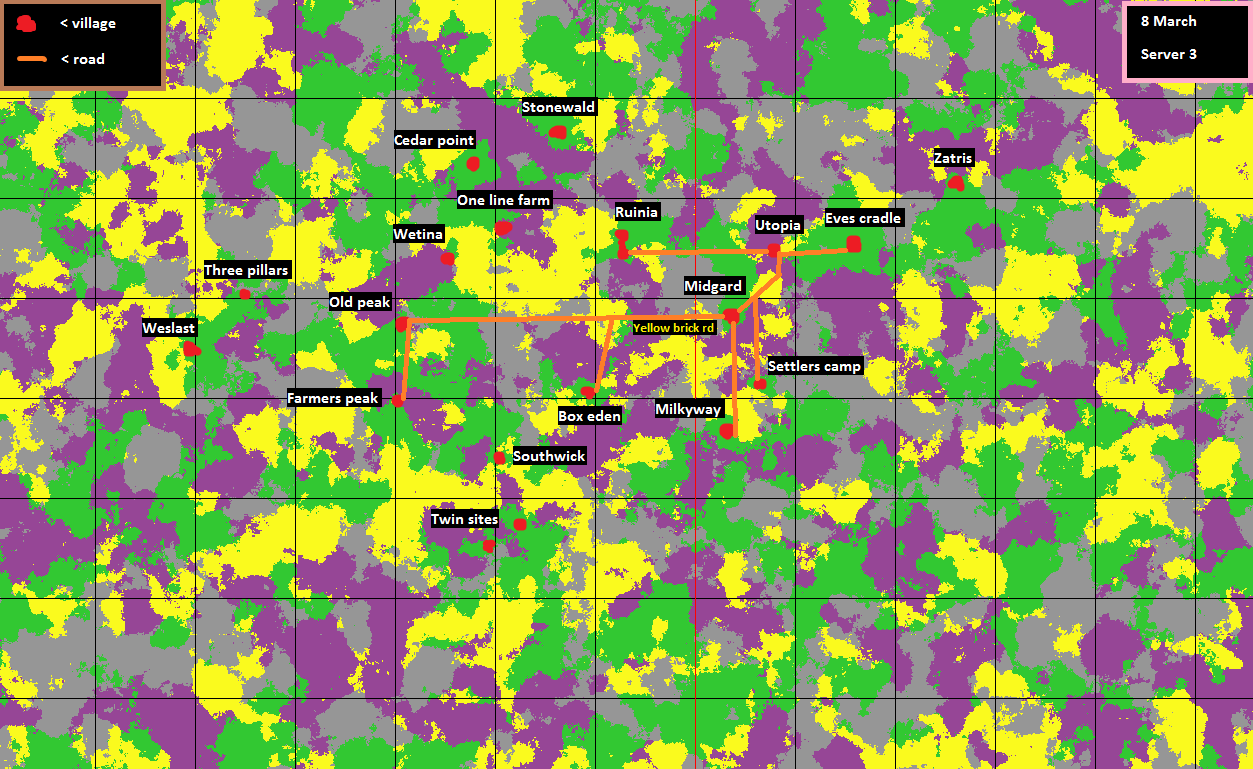 < village
< road
8 March
Server 3
Stonewald
Cedar point
Zatris
One line farm
Ruinia
Eves cradle
Utopia
Wetina
Three pillars
Midgard
Old peak
Weslast
Yellow brick rd
Settlers camp
Farmers peak
Milkyway
Box eden
Southwick
Twin sites